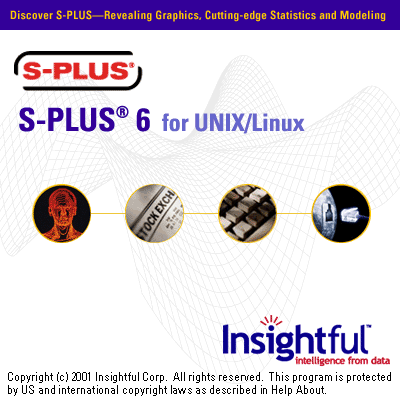 Discover S-PLUS—Revealing Graphics, Cutting-edge Statistics and Modeling
S-PLUS®
S-PLUS® 6 for UNIX/Linux
STOCK EXCH
Insightful™
intelligence from data
Copyright (c) 2001 Insightful Corp. All rights reserved. This program is protected
by US and international copyright laws as described in Help About.